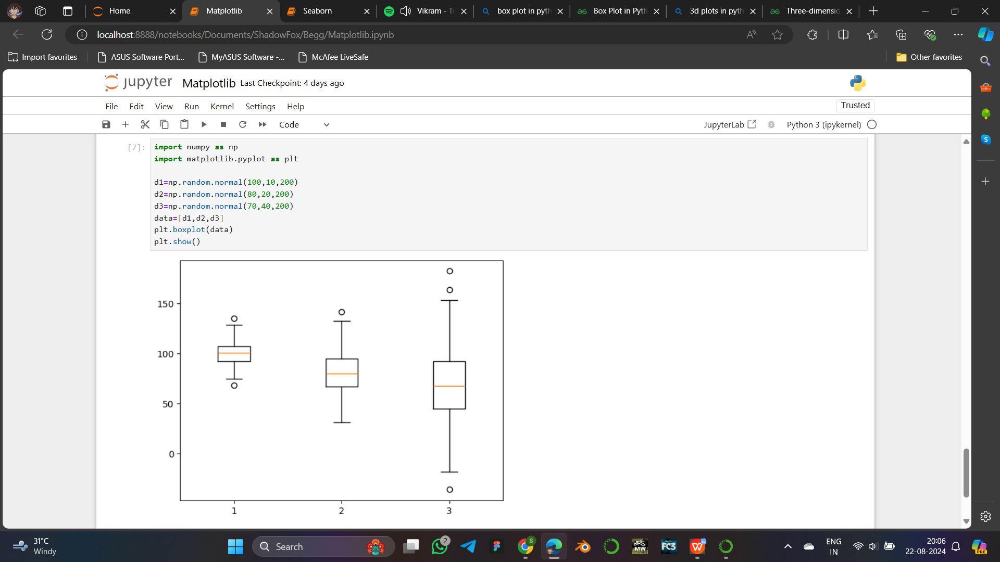 Home
Matplotlib
Seaborn
Vikram - Ti
box plot in pyth
Box Plot in Pyth
3d plots in pyth
Three-dimensio
localhost:8888/notebooks/Documents/ShadowFox/Begg/Matplotlib.ipynb
Import favorites
ASUS Software Port...
MyASUS Software -...
McAfee LiveSafe
Other favorites
jupyter Matplotlib Last Checkpoint: 4 days ago
File Edit View Run Kernel Settings Help
Trusted
Code
JupyterLab
Python 3 (ipykernel)
[7]:
import numpy as np
import matplotlib.pyplot as plt
d1=np.random.normal(100,10,200)
d2=np.random.normal(80,20,200)
d3=np.random.normal(70,40,200)
data=[d1,d2,d3]
plt.boxplot(data)
plt.show()
150
100
50
0
1 2 3
31°C
Windy
Search
2
S
MW
FC3
W
ENG
IN
20:06
22-08-2024
PRE